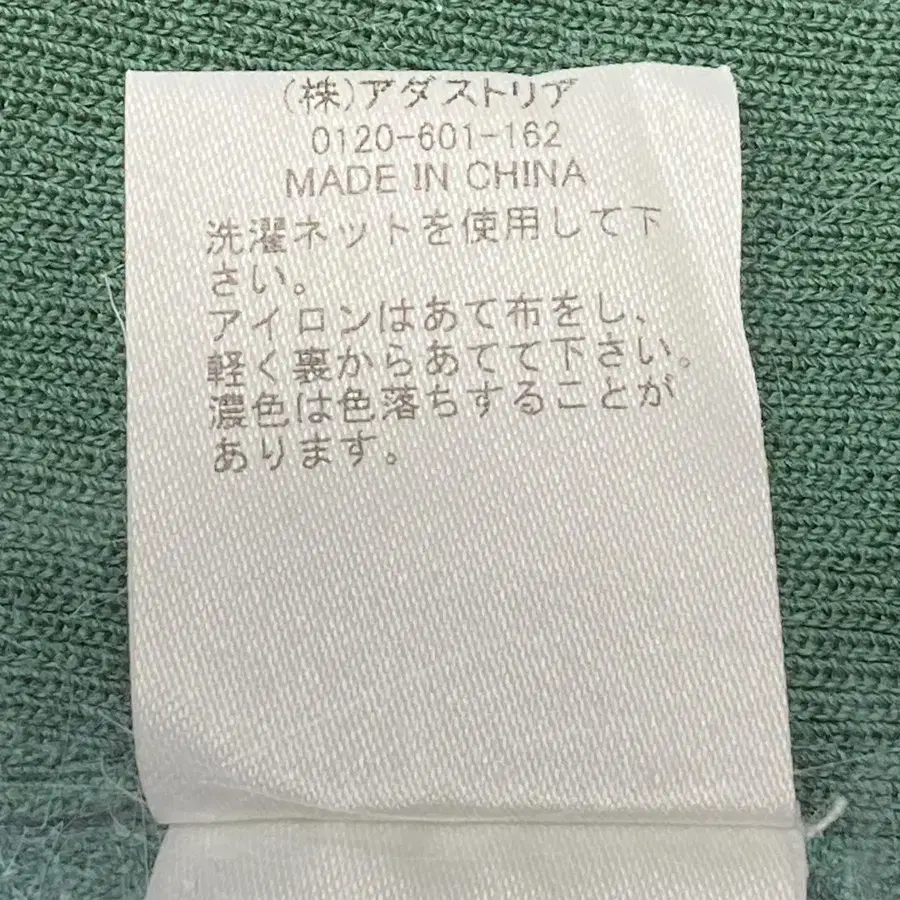 (株)アダストリア
0120-601-162
MADE IN CHINA
洗濯ネットを使用して下
さい。
アイロンはあて布をし、
軽く裏からあてて下さい。
濃色は色落ちすることが
あります。